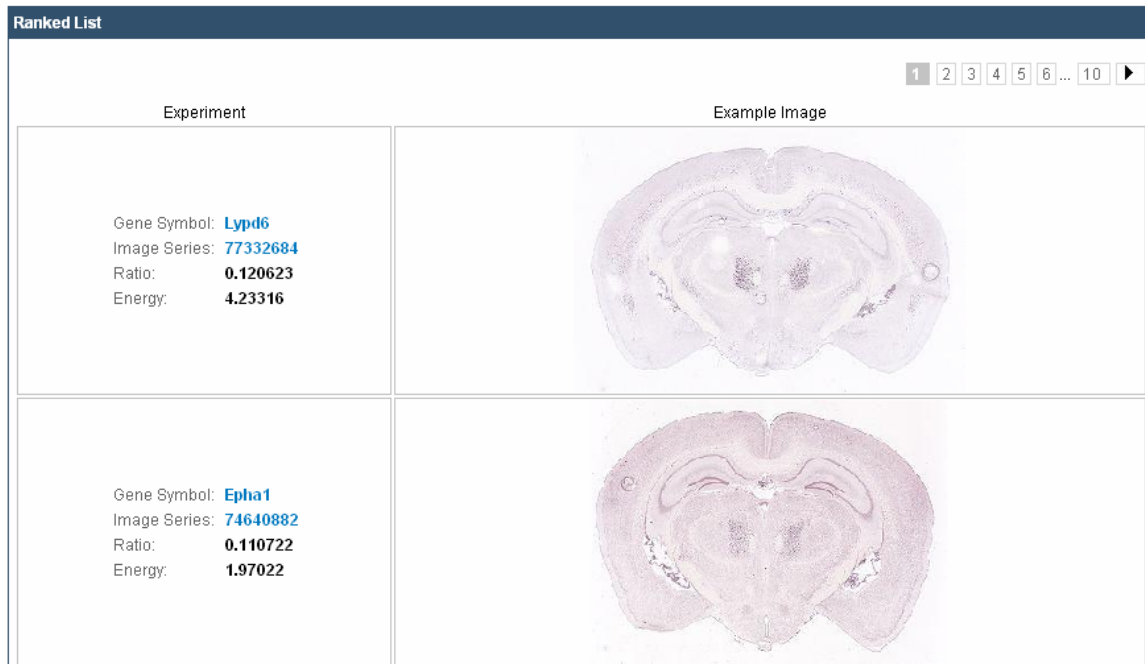 Ranked List
1 2 3 4 5 6 ... 10
Experiment Example Image
Gene Symbol: Lypd6
Image Series: 77332684
Ratio: 0.120623
Energy: 4.23316
Gene Symbol: Epha1
Image Series: 74640882
Ratio: 0.110722
Energy: 1.97022